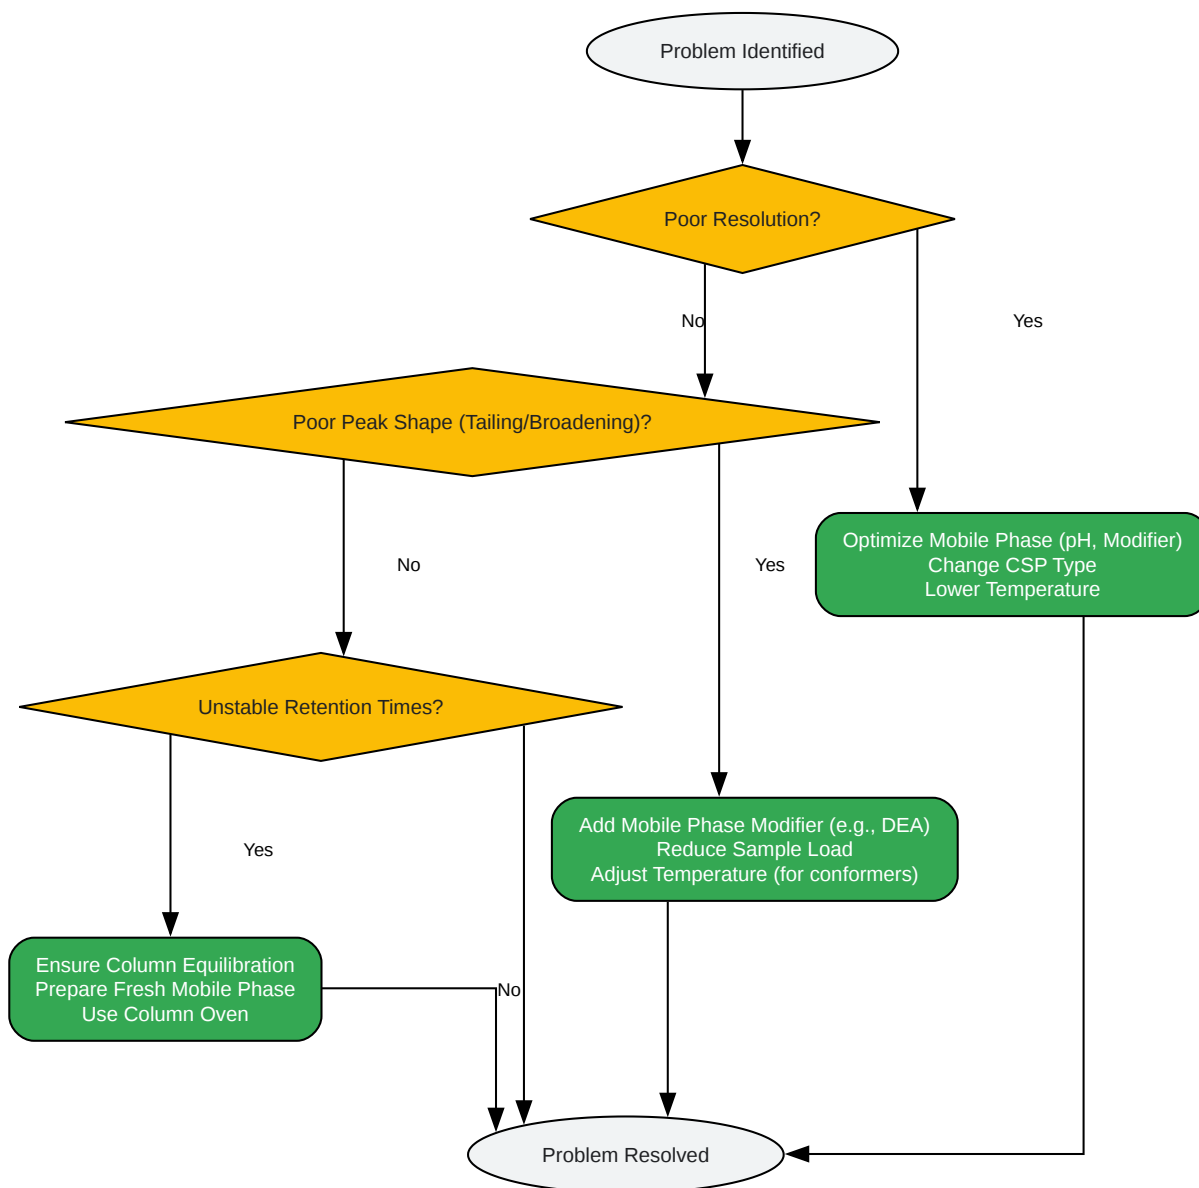 Problem Identified
Poor Resolution?
No
Yes
Poor Peak Shape (Tailing/Broadening)?
Optimize Mobile Phase (pH, Modifier)
Change CSP Type
Lower Temperature
No
Yes
Unstable Retention Times?
Add Mobile Phase Modifier (e.g., DEA)
Reduce Sample Load
Adjust Temperature (for conformers)
Yes
Ensure Column Equilibration
Prepare Fresh Mobile Phase
Use Column Oven
No
Problem Resolved